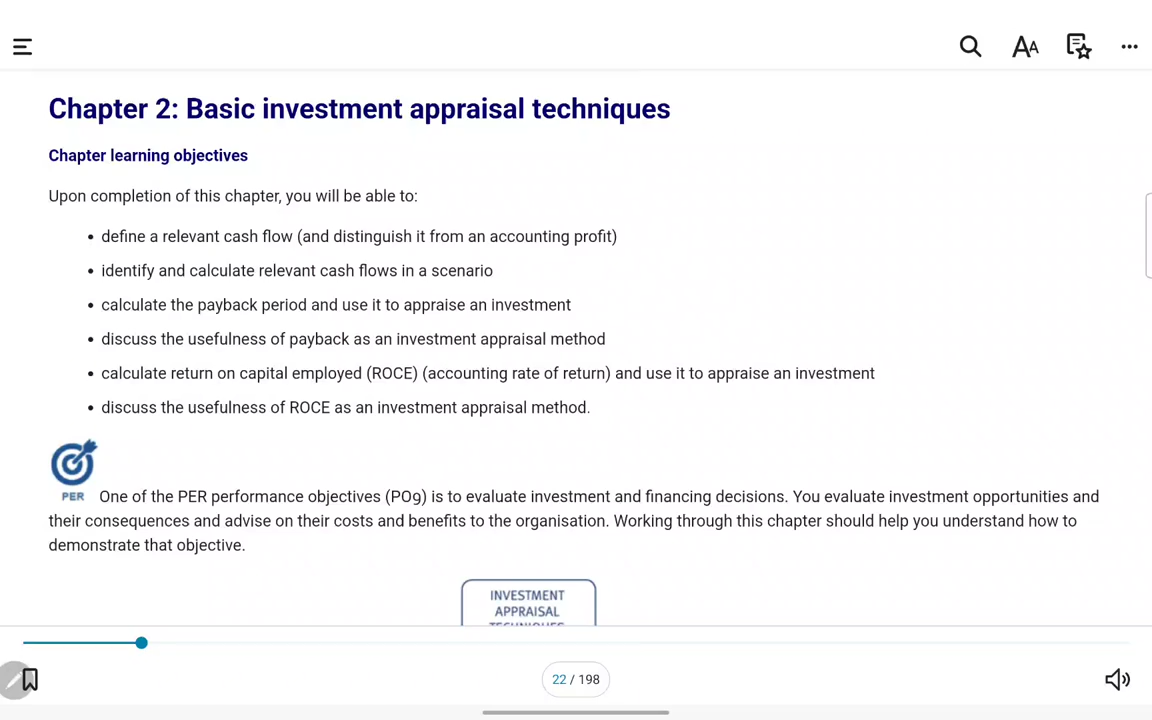 Chapter 2: Basic investment appraisal techniques
Chapter learning objectives
Upon completion of this chapter, you will be able to:
• define a relevant cash flow (and distinguish it from an accounting profit)
• identify and calculate relevant cash flows in a scenario
• calculate the payback period and use it to appraise an investment
• discuss the usefulness of payback as an investment appraisal method
• calculate return on capital employed (ROCE) (accounting rate of return) and use it to appraise an investment
• discuss the usefulness of ROCE as an investment appraisal method.
PER One of the PER performance objectives (PO9) is to evaluate investment and financing decisions. You evaluate investment opportunities and
their consequences and advise on their costs and benefits to the organisation. Working through this chapter should help you understand how to
demonstrate that objective.
INVESTMENT
APPRAISAL
TECHNIQUES
22 / 198